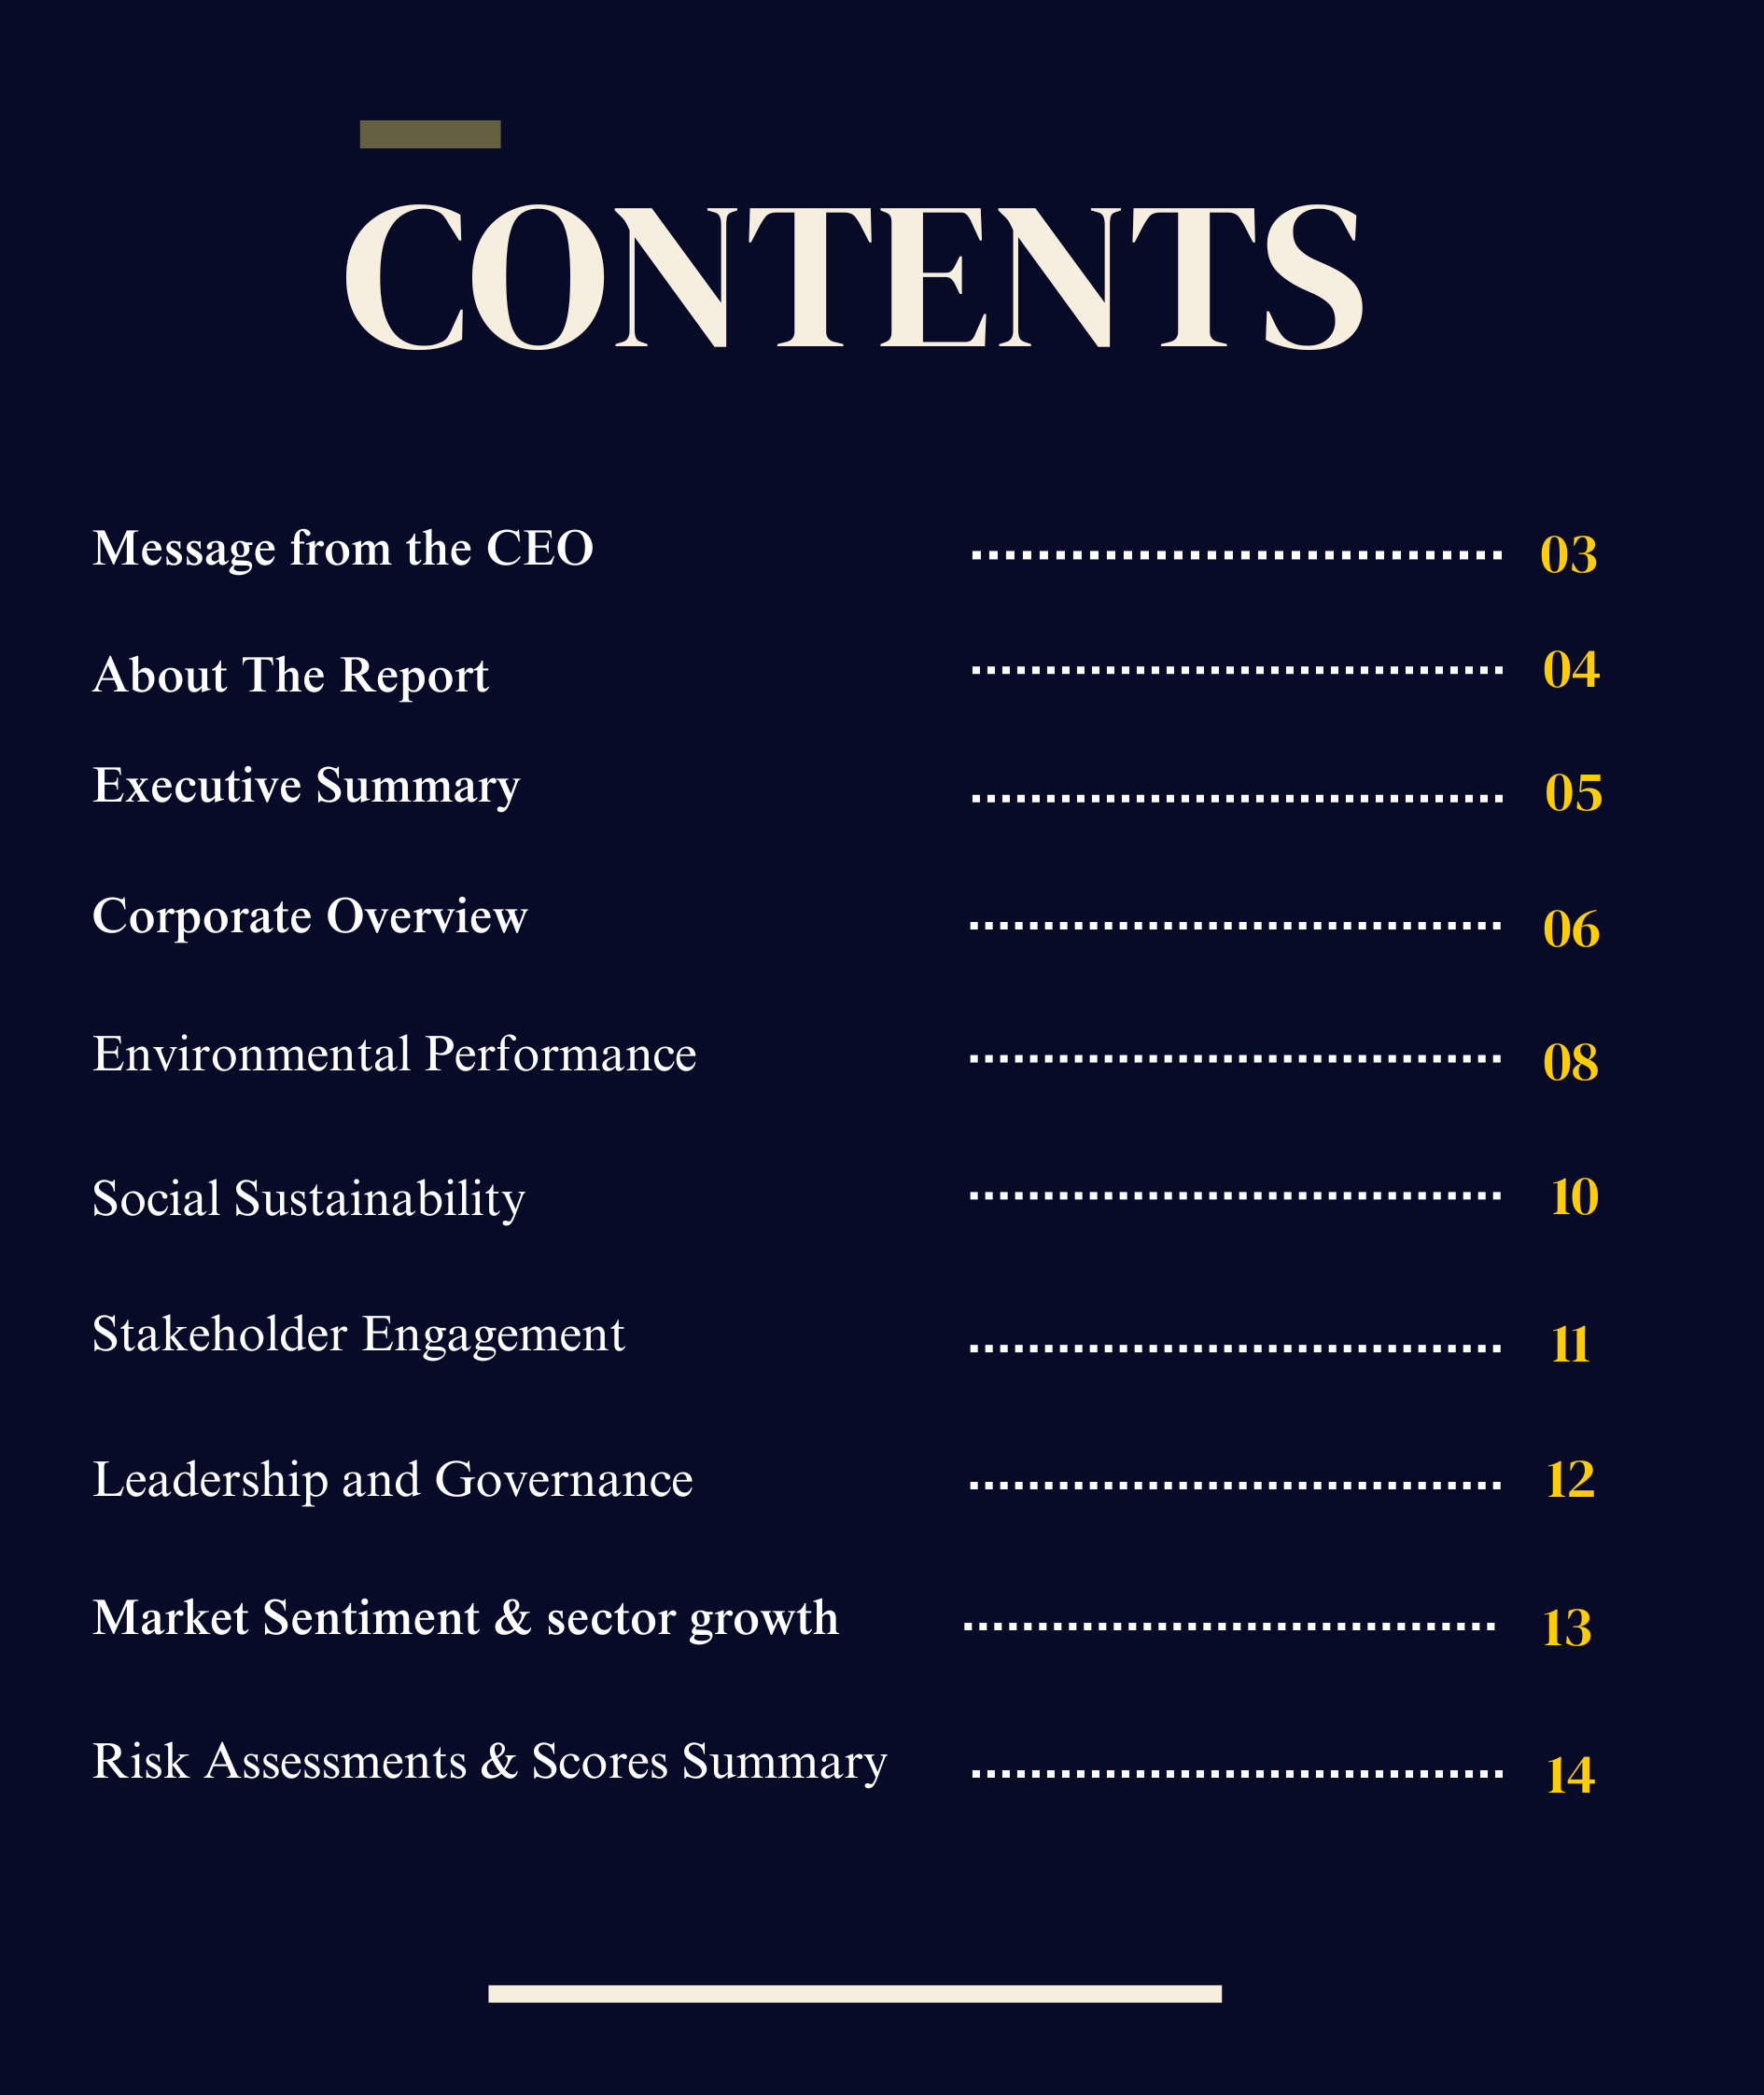 CONTENTS
Message from the CEO 03
About The Report 04
Executive Summary 05
Corporate Overview 06
Environmental Performance 08
Social Sustainability 10
Stakeholder Engagement 11
Leadership and Governance 12
Market Sentiment & sector growth 13
Risk Assessments & Scores Summary 14